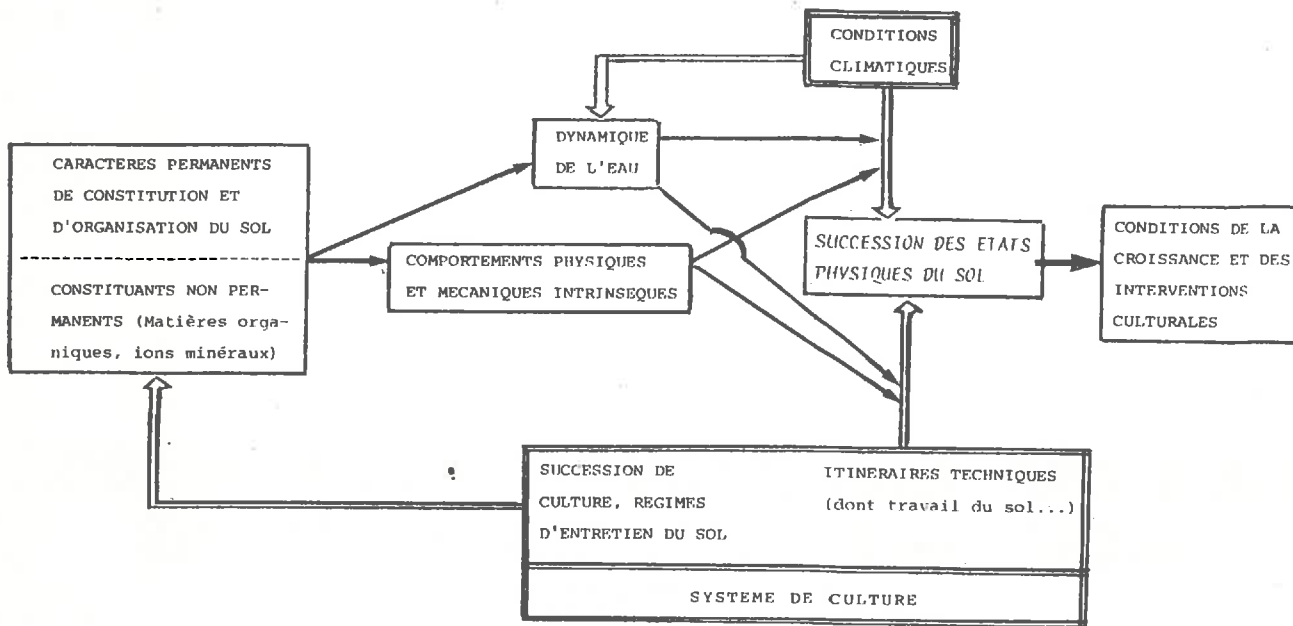 CONDITIONS
CLIMATIQUES
DYNAMIQUE
DE L'EAU
CARACTERES PERMANENTS
DE CONSTITUTION ET
D'ORGANISATION DU SOL
CONSTITUANTS NON PER-
MANENTS (Matières orga-
niques, ions minéraux)
COMPORTEMENTS PHYSIQUES
ET MECANIQUES INTRINSEQUES
SUCCESSION DES ETATS
PHYSIQUES DU SOL
CONDITIONS DE LA
CROISSANCE ET DES
INTERVENTIONS
CULTURALES
SUCCESSION DE
CULTURE, REGIMES
D'ENTRETIEN DU SOL
ITINERAIRES TECHNIQUES
(dont travail du sol...)
SYSTEME DE CULTURE